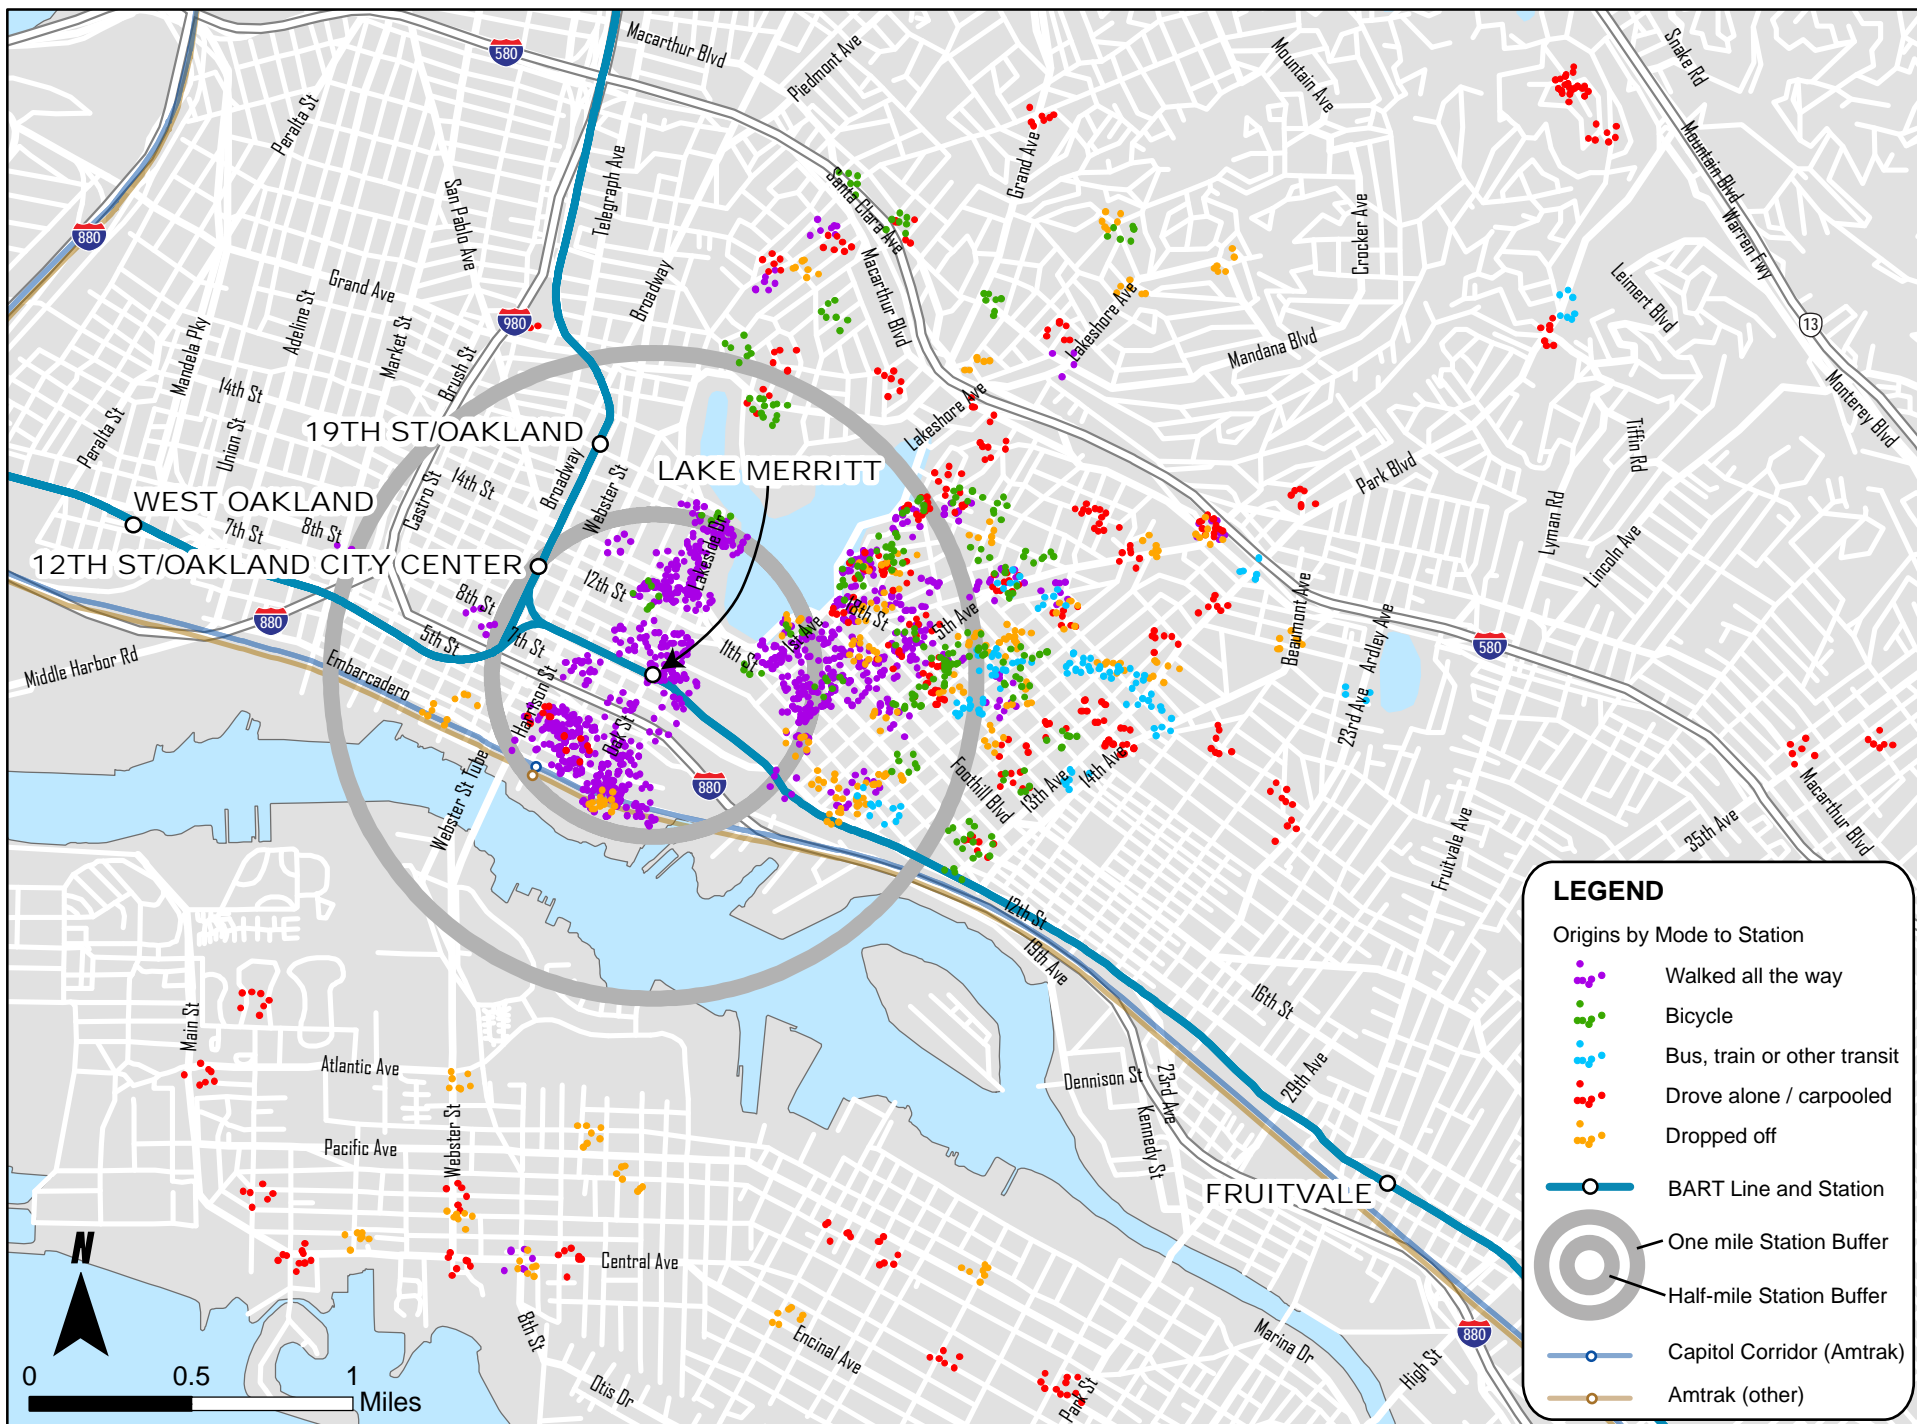 Macarthur Blvd
Piedmont Ave
Mountain Ave
Snake Rd
580
Peralta St
Telegraph Ave
San Pablo Ave
Grand Ave
Santa Clara Ave
Mountain Blvd
Warren Fwy
Crocker Ave
880
Grand Ave
Adeline St
Market St
Mandela Pky
Broadway
980
Macarthur Blvd
Lakeshore Ave
Leimert Blvd
13
Mandana Blvd
Monterey Blvd
Brush St
14th St
Peralta St
Union St
Lakeshore Ave
19TH ST/OAKLAND
LAKE MERRITT
Tiffin Rd
Park Blvd
14th St
Castro St
Broadway
Webster St
WEST OAKLAND
7th St
8th St
Lyman Rd
Lincoln Ave
12TH ST/OAKLAND CITY CENTER
12th St
Lakeside Dr
8th St
880
5th St
7th St
18th St
5th Ave
1st Ave
11th St
Beaumont Ave
Ardley Ave
580
Middle Harbor Rd
Embarcadero
Harrison St
Oak St
23rd Ave
Webster St Tube
880
Foothill Blvd
13th Ave
14th Ave
Macarthur Blvd
35th Ave
Fruitvale Ave
12th St
19th Ave
16th St
Main St
Atlantic Ave
Webster St
Pacific Ave
Dennison St
23rd Ave
Kennedy St
29th Ave
FRUITVALE
Central Ave
8th St
Encinal Ave
Otis Dr
Park St
Marina Dr
High St
880
N
0
0.5
1
Miles
LEGEND
Origins by Mode to Station
Walked all the way
Bicycle
Bus, train or other transit
Drove alone / carpooled
Dropped off
BART Line and Station
One mile Station Buffer
Half-mile Station Buffer
Capitol Corridor (Amtrak)
Amtrak (other)